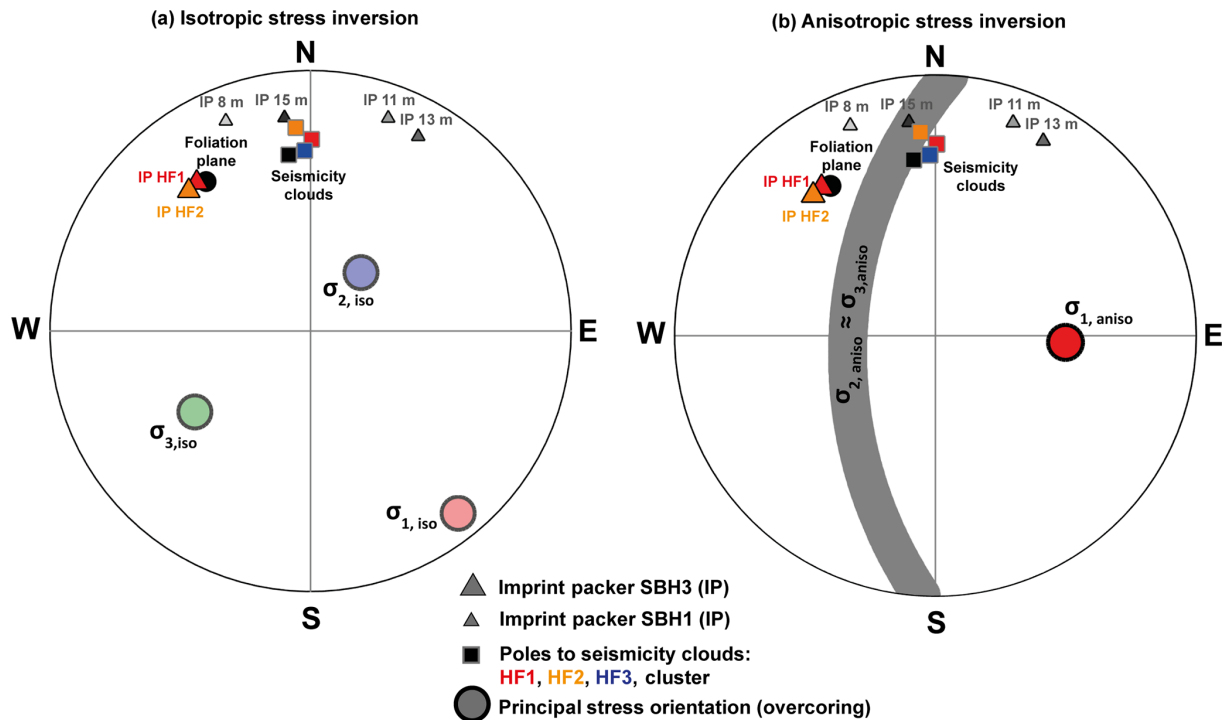 (a) Isotropic stress inversion
N
IP 8 m
IP 15 m
IP 11 m
IP 13 m
Foliation
plane
IP HF1
IP HF2
Seismicity
clouds
W
E
σ2, iso
σ3,iso
σ1, iso
S
(b) Anisotropic stress inversion
N
IP 8 m
IP 15 m
IP 11 m
IP 13 m
Foliation
plane
IP HF1
IP HF2
Seismicity
clouds
W
E
σ2, aniso ≈ σ3,aniso
σ1, aniso
S
Imprint packer SBH3 (IP)
Imprint packer SBH1 (IP)
Poles to seismicity clouds:
HF1, HF2, HF3, cluster
Principal stress orientation (overcoring)